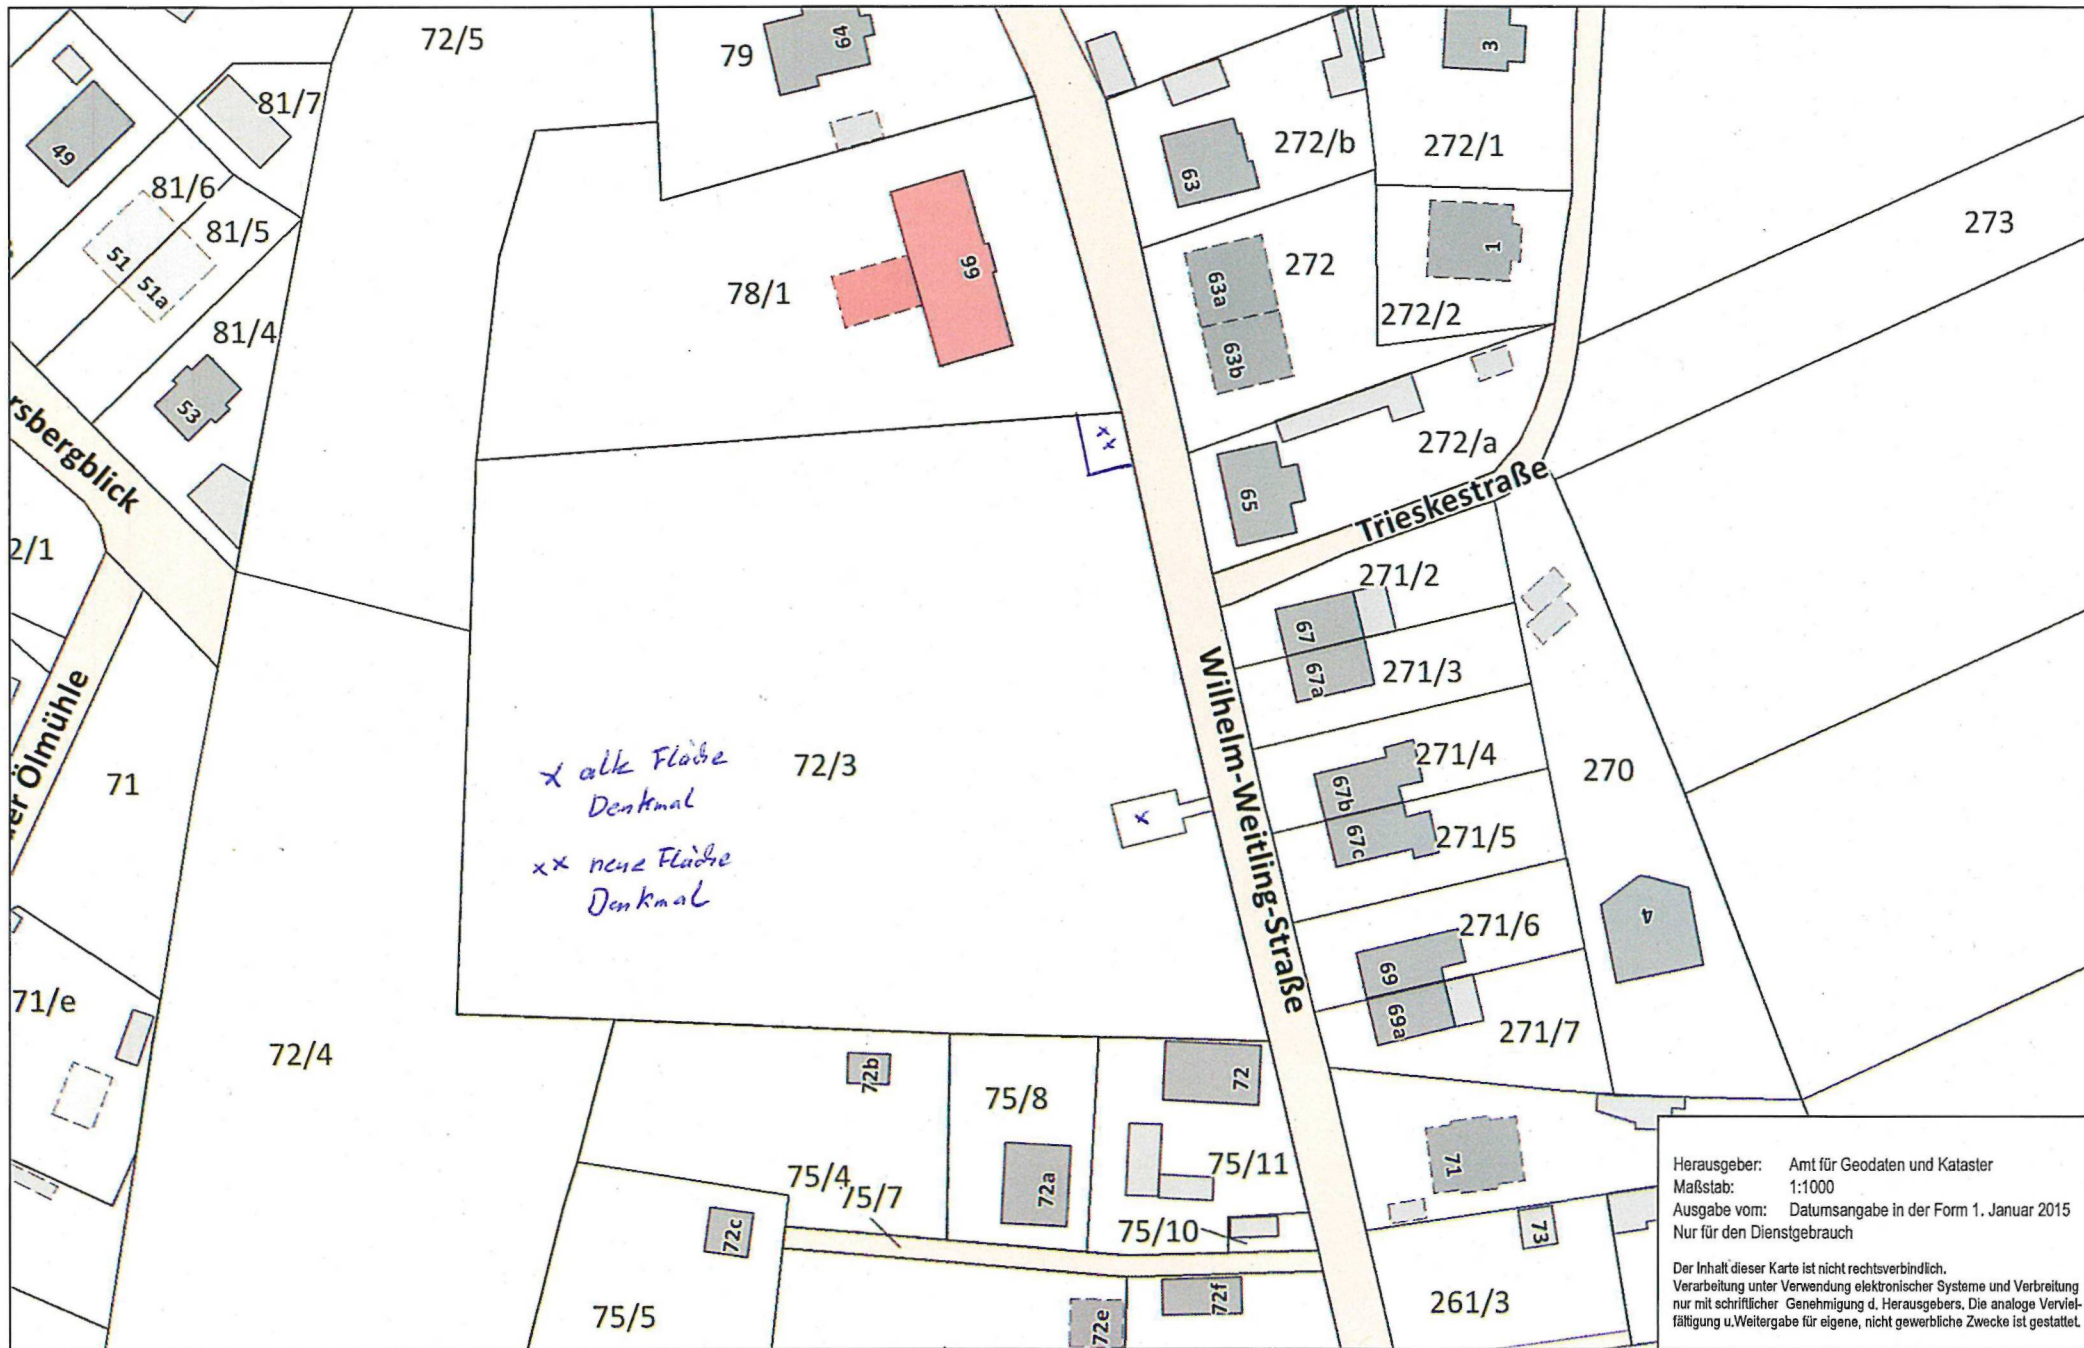 72/5
79
64
3
81/7
49
272/b
272/1
63
81/6
81/5
273
1
51
51a
99
78/1
63a
272
272/2
63b
81/4
53
rsbergblick
xx
272/a
65
Trieskestraße
2/1
271/2
67
67a
271/3
Wilhelm-Weitling-Straße
er Ölmühle
71
x alte Fläche
Denkmal
72/3
271/4
270
67b
x
67c
271/5
xx neue Fläche
Denkmal
4
271/6
69
69a
71/e
271/7
72/4
72b
72
75/8
75/11
71
75/4
72a
75/7
72c
75/10
73
72f
72e
75/5
261/3
Herausgeber: Amt für Geodaten und Kataster
Maßstab: 1:1000
Ausgabe vom: Datumsangabe in der Form 1. Januar 2015
Nur für den Dienstgebrauch
Der Inhalt dieser Karte ist nicht rechtsverbindlich.
Verarbeitung unter Verwendung elektronischer Systeme und Verbreitung
nur mit schriftlicher Genehmigung d. Herausgebers. Die analoge Verviel-
fältigung u.Weitergabe für eigene, nicht gewerbliche Zwecke ist gestattet.